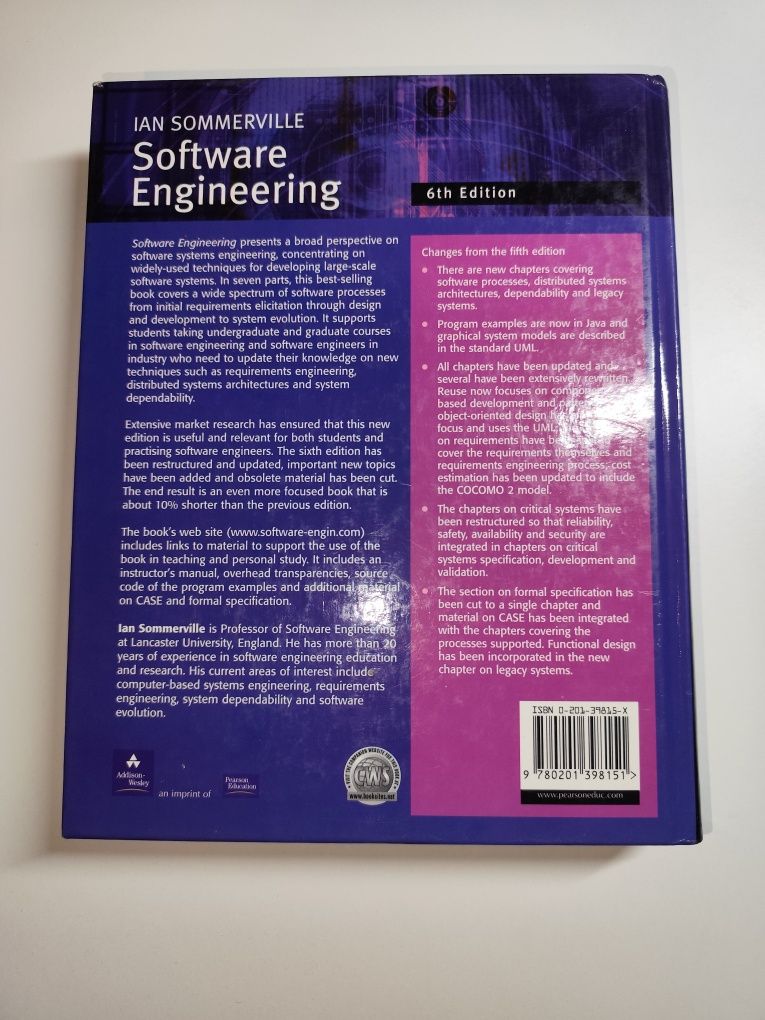 IAN SOMMERVILLE
Software
Engineering
6th Edition
Software Engineering presents a broad perspective on
software systems engineering, concentrating on
widely-used techniques for developing large-scale
software systems. In seven parts, this best-selling
book covers a wide spectrum of software processes
from initial requirements elicitation through design
and development to system evolution. It supports
students taking undergraduate and graduate courses
in software engineering and software engineers in
industry who need to update their knowledge on new
techniques such as requirements engineering,
distributed systems architectures and system
dependability.
Extensive market research has ensured that this new
edition is useful and relevant for both students and
practising software engineers. The sixth edition has
been restructured and updated, important new topics
have been added and obsolete material has been cut.
The end result is an even more focused book that is
about 10% shorter than the previous edition.
The book's web site (www.software-engin.com)
includes links to material to support the use of the
book in teaching and personal study. It includes an
instructor's manual, overhead transparencies, source
code of the program examples and additional material
on CASE and formal specification.
Ian Sommerville is Professor of Software Engineering
at Lancaster University, England. He has more than 20
years of experience in software engineering education
and research. His current areas of interest include
computer-based systems engineering, requirements
engineering, system dependability and software
evolution.
Changes from the fifth edition
• There are new chapters covering
software processes, distributed systems
architectures, dependability and legacy
systems.
• Program examples are now in Java and
graphical system models are described
in the standard UML.
• All chapters have been updated and
several have been extensively rewritten.
Reuse now focuses on
based development and
object-oriented design
focus and uses the UML
on requirements have
cover the requirements themselves and
requirements engineering process; cost
estimation has been updated to include
the COCOMO 2 model.
• The chapters on critical systems have
been restructured so that reliability,
safety, availability and security are
integrated in chapters on critical
systems specification, development and
validation.
• The section on formal specification has
been cut to a single chapter and
material on CASE has been integrated
with the chapters covering the
processes supported. Functional design
has been incorporated in the new
chapter on legacy systems.
Addison-
Wesley
an imprint of
Pearson
Education
VISIT THE COMPANION WEBSITE FOR THIS BOOK AT
CWS
www.booksites.net
ISBN 0-201-39815-X
9 780201 398151 >
www.pearsoneduc.com